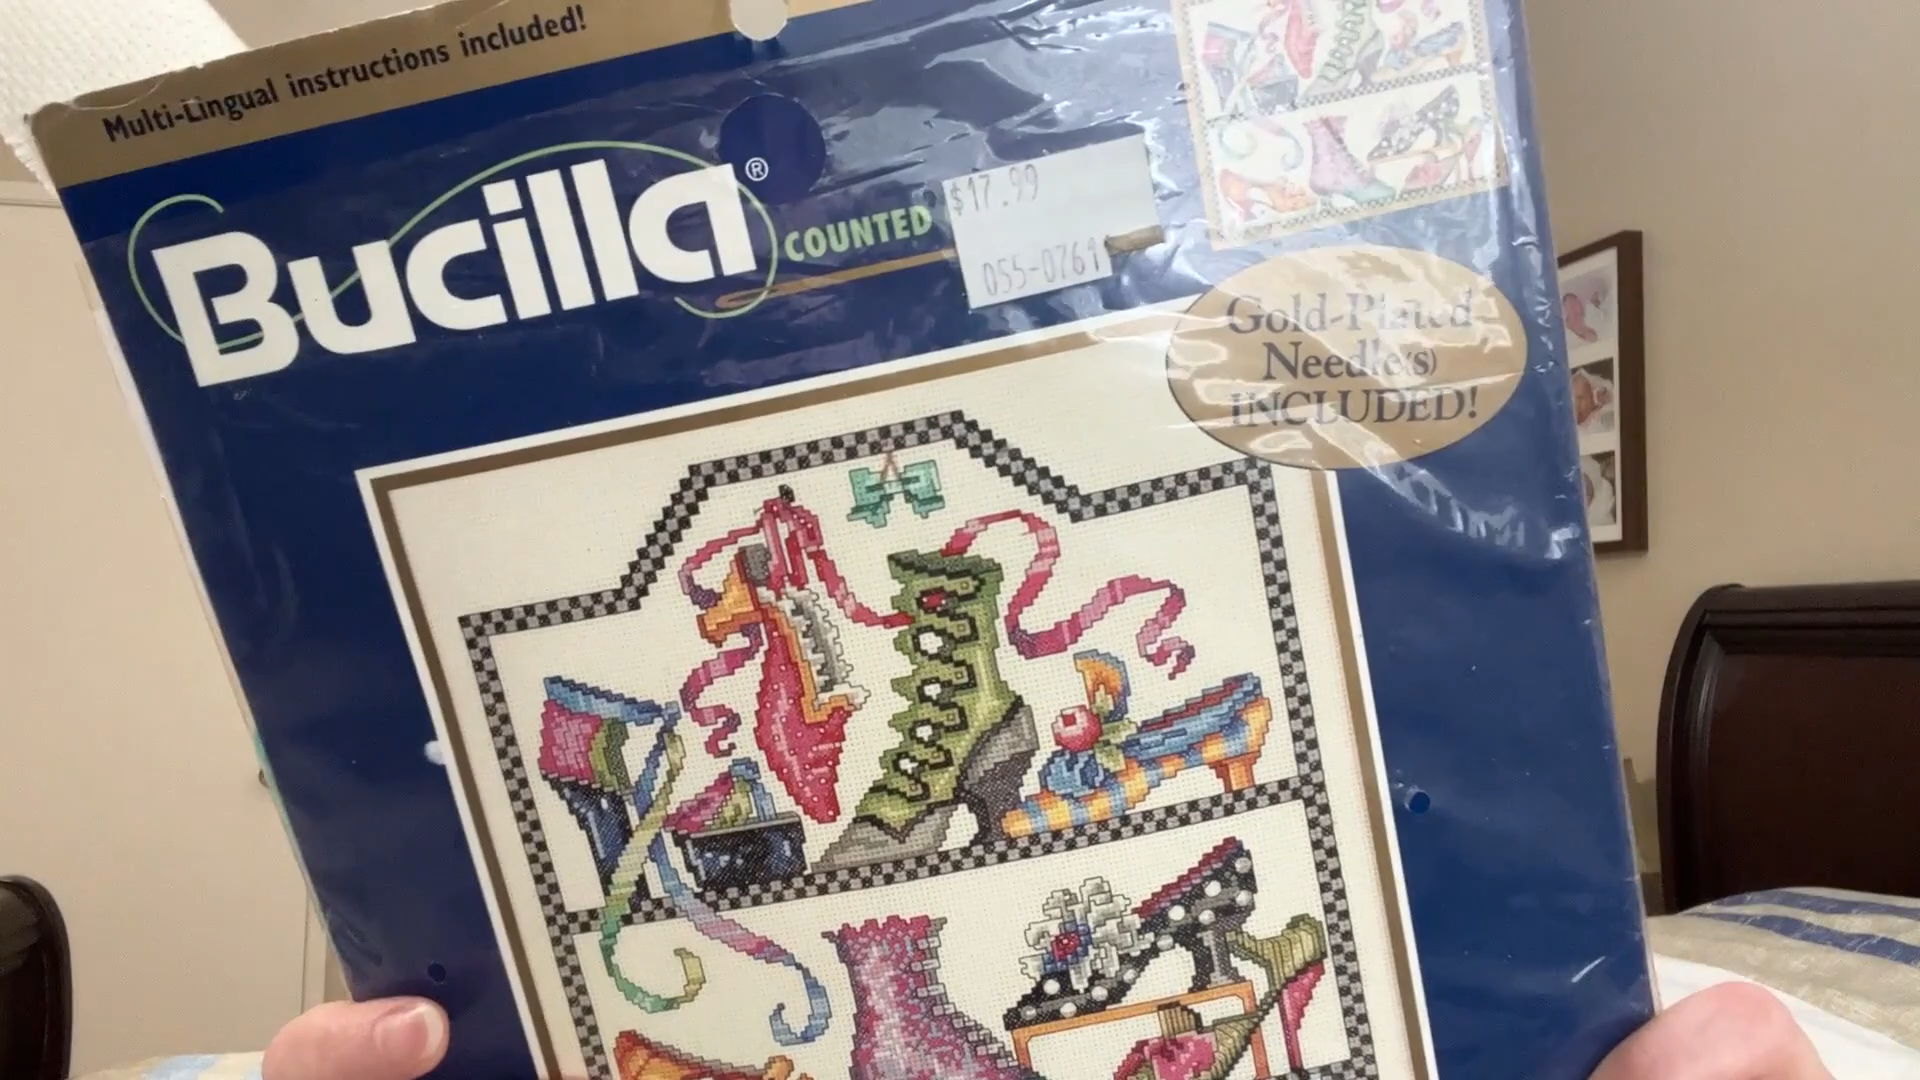 Multi-Lingual instructions included!
Bucilla®
COUNTED
$17.99
055-0761
Gold-Plated
Needle(s)
INCLUDED!